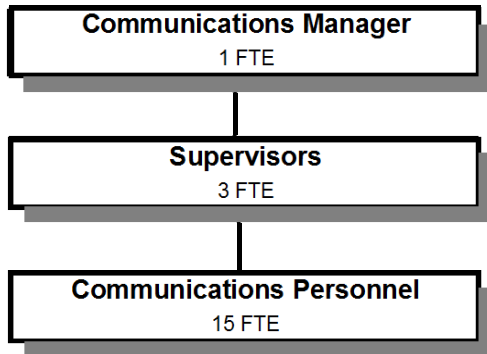 Communications Manager
1 FTE
Supervisors
3 FTE
Communications Personnel
15 FTE